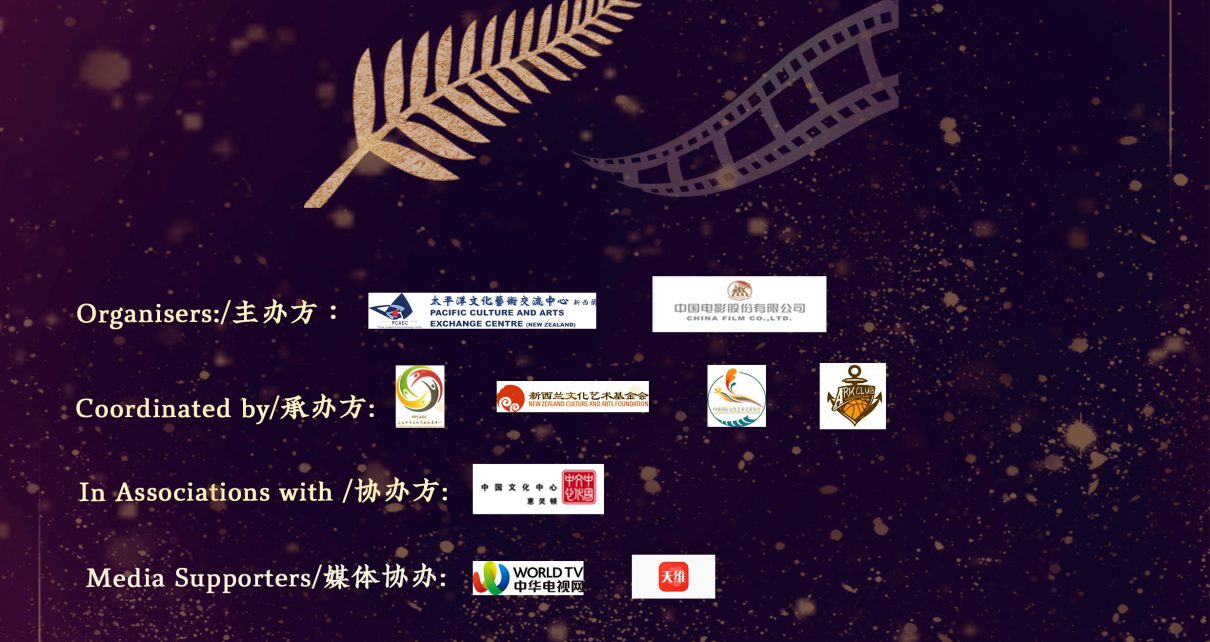 Organisers:/主办方：
PCAEC
太平洋文化藝術交流中心 新西蘭
PACIFIC CULTURE AND ARTS
EXCHANGE CENTRE (NEW ZEALAND)
中国电影股份有限公司
CHINA FILM CO.,LTD.
Coordinated by/承办方:
新西兰文化艺术基金会
NEW ZEALAND CULTURE AND ARTS FOUNDATION
ARK CLUB
In Associations with /协办方:
中国文化中心
惠灵顿
Media Supporters/媒体协办:
WORLD TV
中华电视网
天维